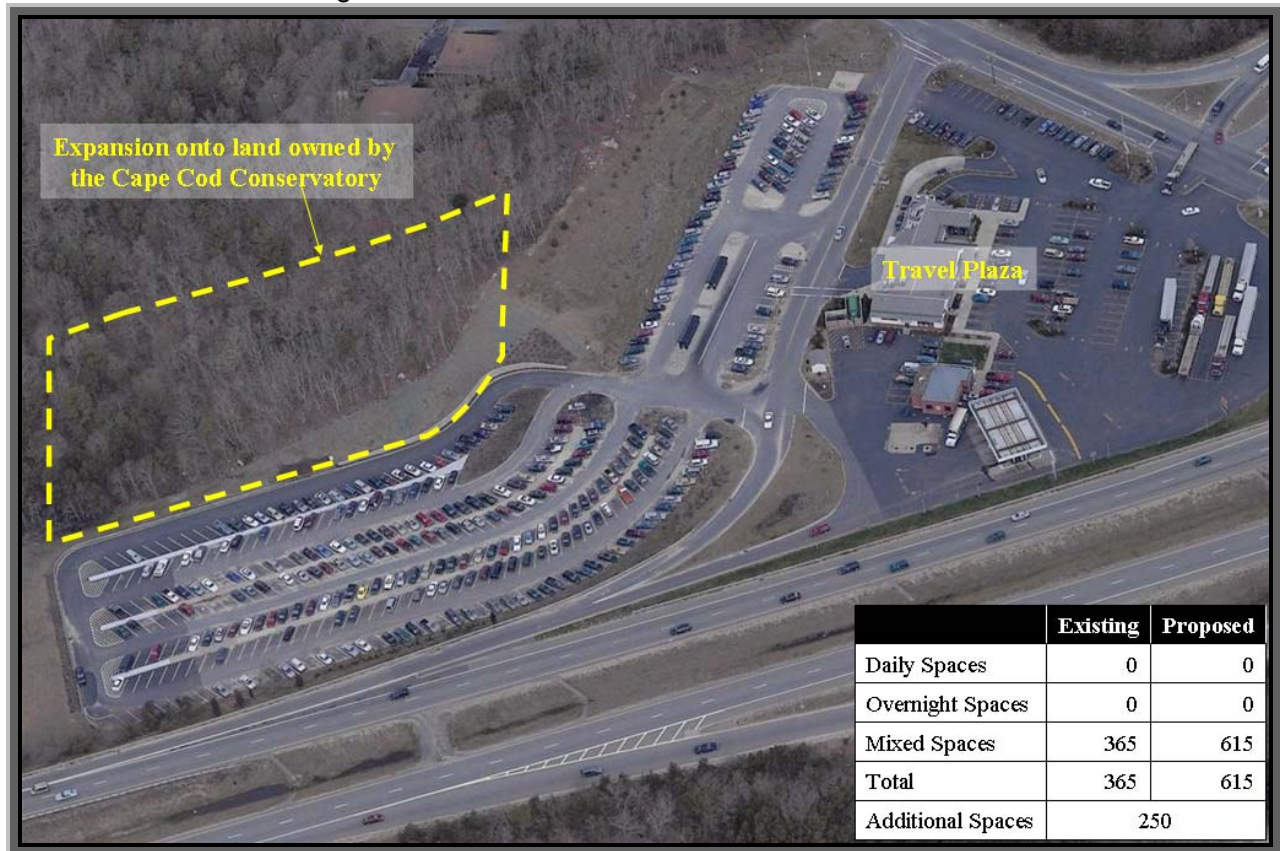 Expansion onto land owned by
the Cape Cod Conservatory
Travel Plaza
Existing Proposed
Daily Spaces 0 0
Overnight Spaces 0 0
Mixed Spaces 365 615
Total 365 615
Additional Spaces 250